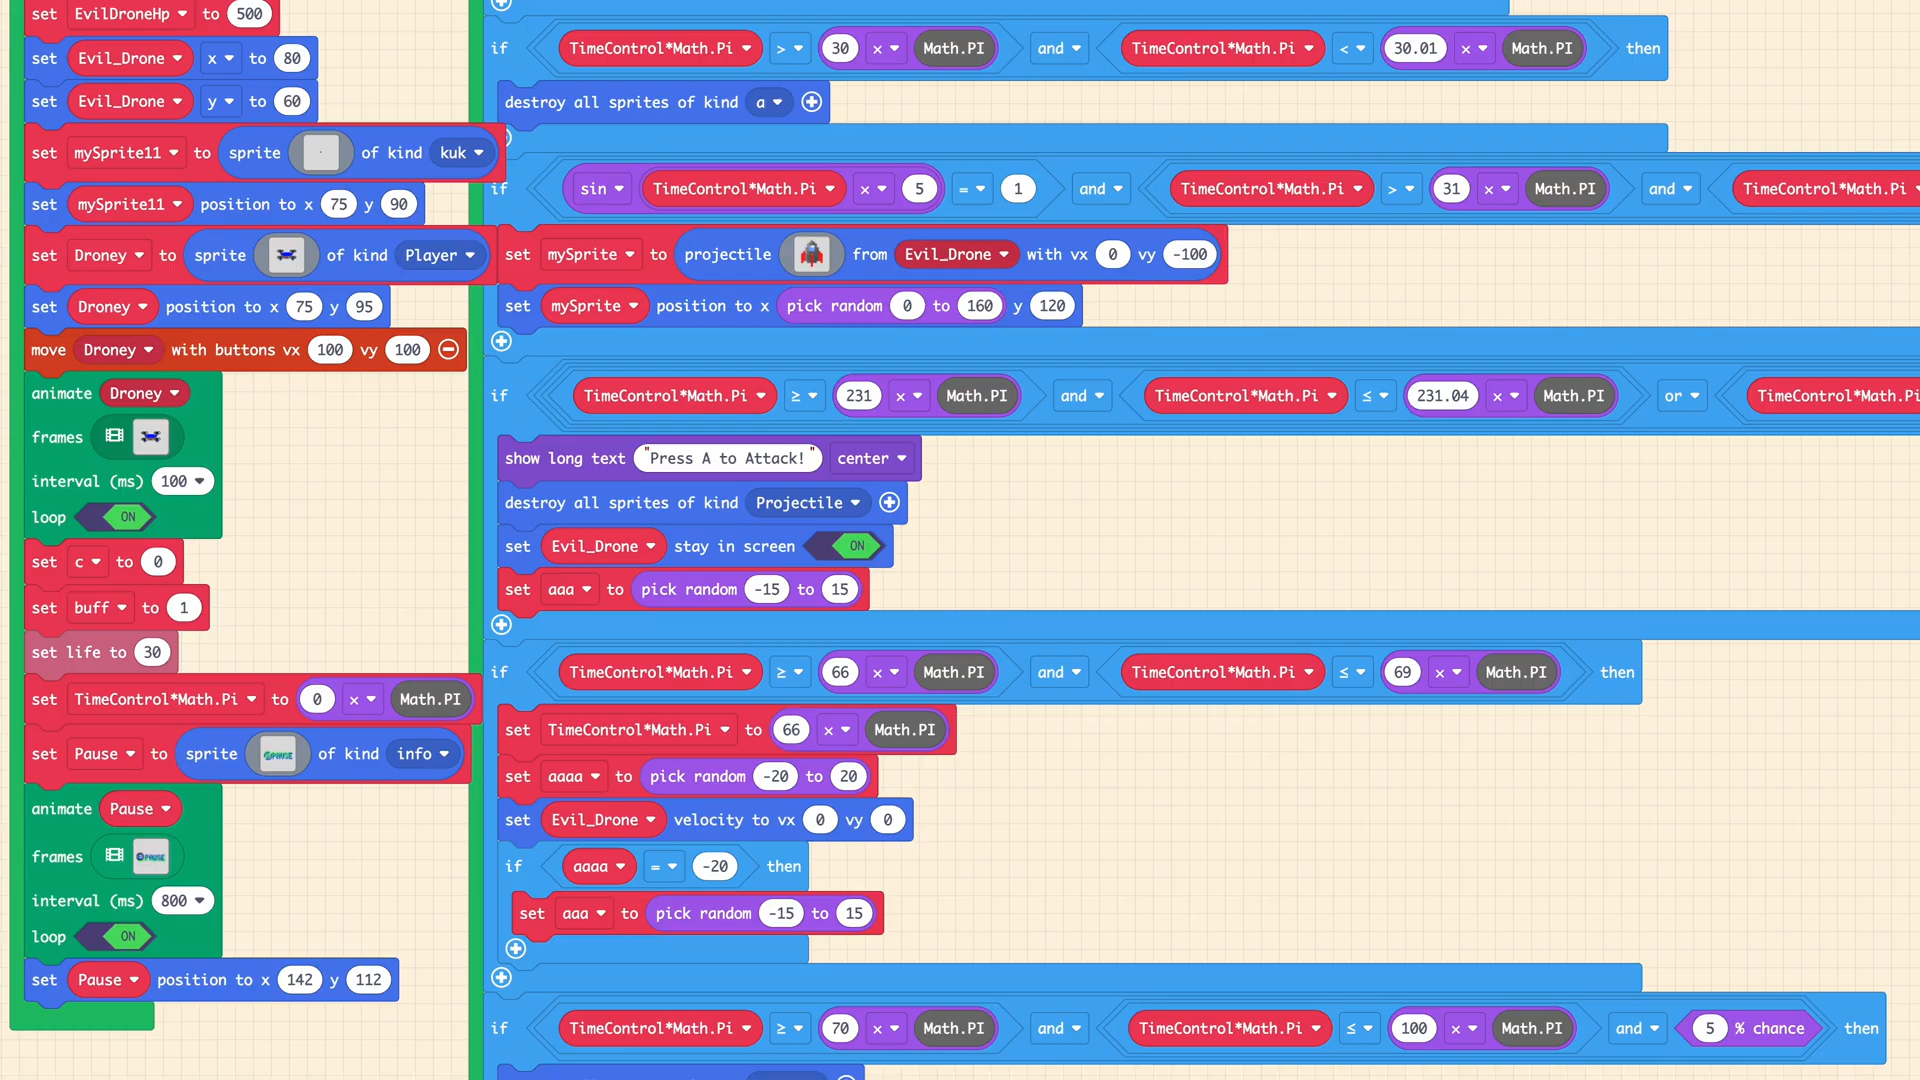 set EvilDroneHp to 500
set Evil_Drone x to 80
set Evil_Drone y to 60
set mySprite11 to sprite of kind kuk
set mySprite11 position to x 75 y 90
set Droney to sprite of kind Player
set Droney position to x 75 y 95
move Droney with buttons vx 100 vy 100
animate Droney
frames
interval (ms) 100
loop ON
set c to 0
set buff to 1
set life to 30
set TimeControl*Math.Pi to 0 × Math.PI
set Pause to sprite PAUSE of kind info
animate Pause
frames PAUSE
interval (ms) 800
loop ON
set Pause position to x 142 y 112
if TimeControl*Math.Pi > 30 × Math.PI and TimeControl*Math.Pi < 30.01 × Math.PI then
destroy all sprites of kind a
if sin TimeControl*Math.Pi × 5 = 1 and TimeControl*Math.Pi > 31 × Math.PI and TimeControl*Math.Pi
set mySprite to projectile from Evil_Drone with vx 0 vy -100
set mySprite position to x pick random 0 to 160 y 120
if TimeControl*Math.Pi ≥ 231 × Math.PI and TimeControl*Math.Pi ≤ 231.04 × Math.PI or TimeControl*Math.Pi
show long text "Press A to Attack!" center
destroy all sprites of kind Projectile
set Evil_Drone stay in screen ON
set aaa to pick random -15 to 15
if TimeControl*Math.Pi ≥ 66 × Math.PI and TimeControl*Math.Pi ≤ 69 × Math.PI then
set TimeControl*Math.Pi to 66 × Math.PI
set aaaa to pick random -20 to 20
set Evil_Drone velocity to vx 0 vy 0
if aaaa = -20 then
set aaa to pick random -15 to 15
if TimeControl*Math.Pi ≥ 70 × Math.PI and TimeControl*Math.Pi ≤ 100 × Math.PI and 5 % chance then